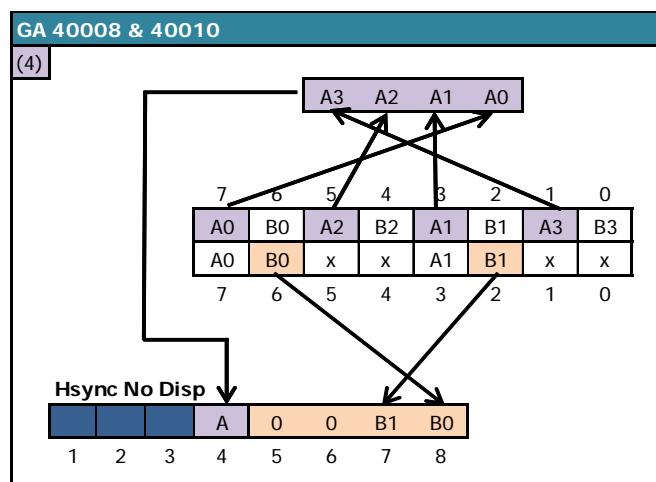 GA 40008 & 40010
(4)
A3 A2 A1 A0
7 6 5 4 3 2 1 0
A0 B0 A2 B2 A1 B1 A3 B3
A0 B0 x x A1 B1 x x
7 6 5 4 3 2 1 0
Hsync No Disp
A 0 0 B1 B0
1 2 3 4 5 6 7 8